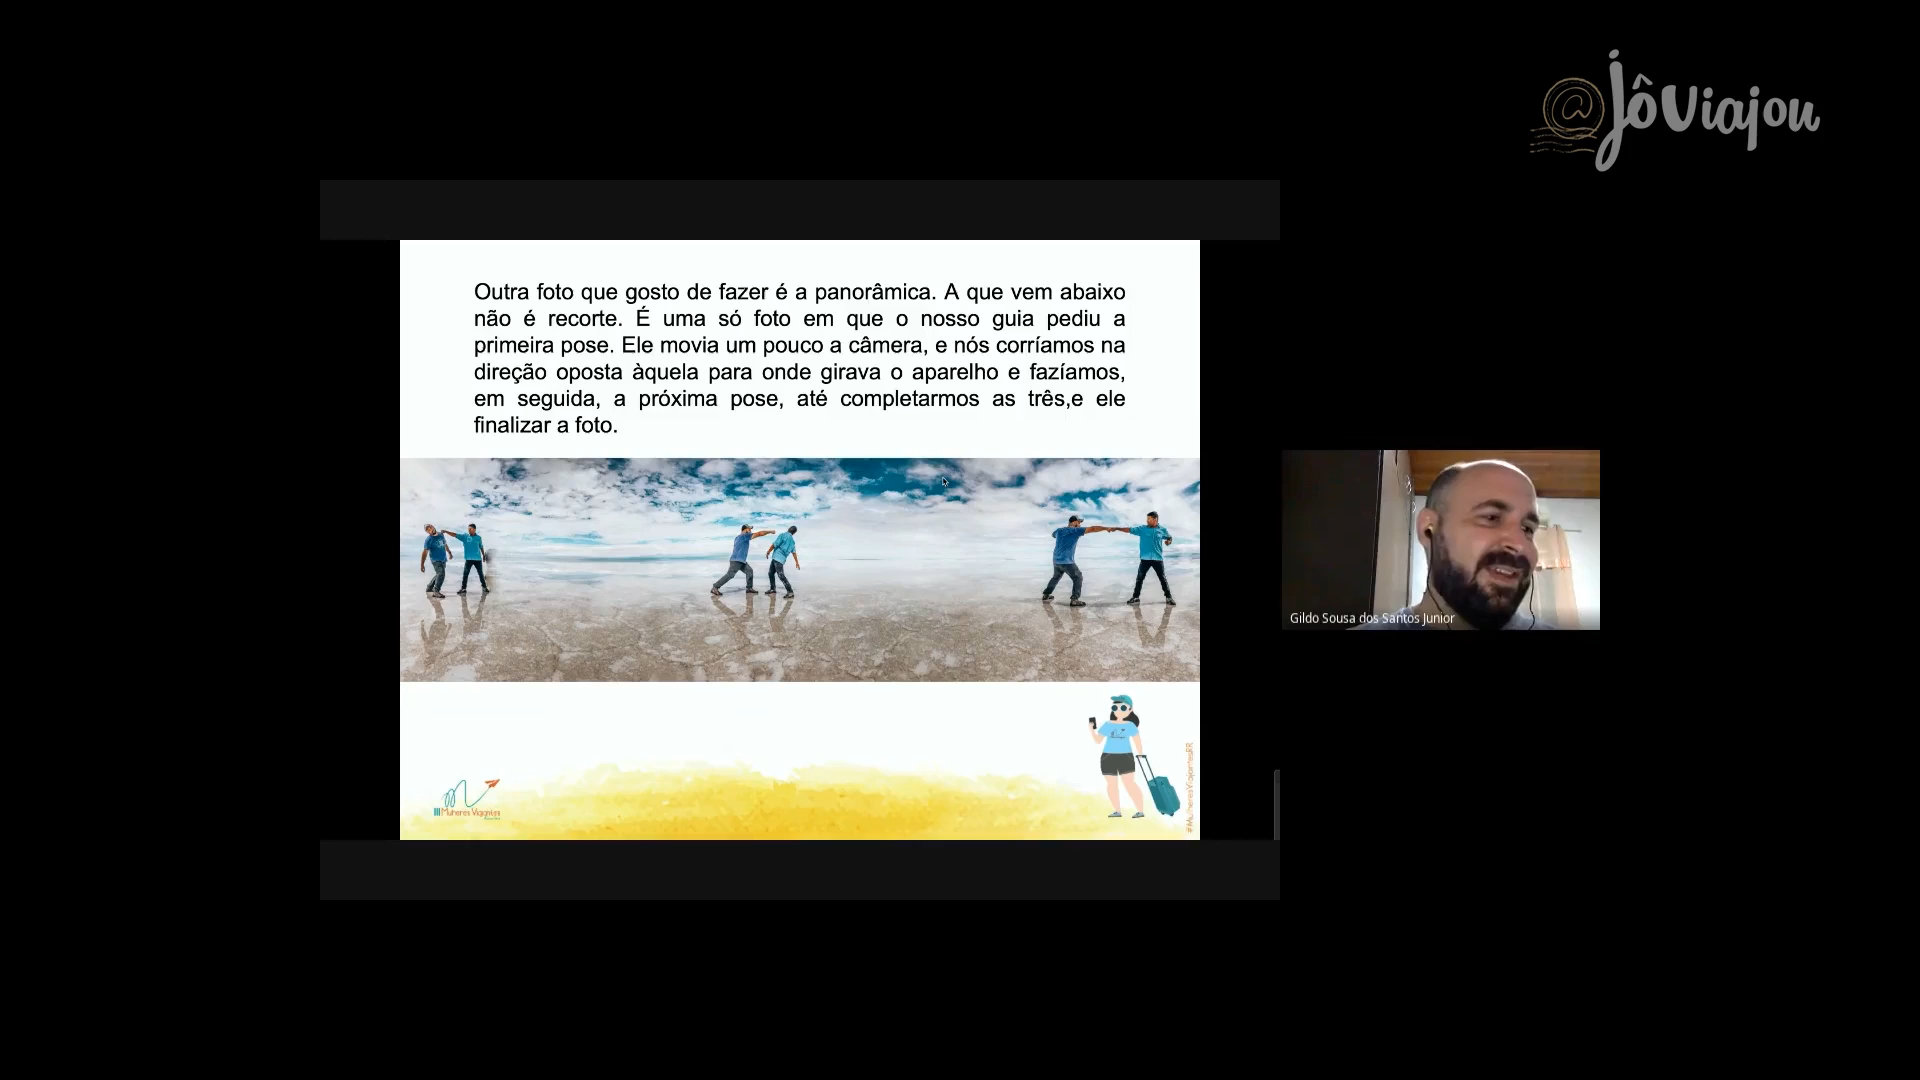 @jôviajou
Outra foto que gosto de fazer é a panorâmica. A que vem abaixo
não é recorte. É uma só foto em que o nosso guia pediu a
primeira pose. Ele movia um pouco a câmera, e nós corríamos na
direção oposta àquela para onde girava o aparelho e fazíamos,
em seguida, a próxima pose, até completarmos as três,e ele
finalizar a foto.
Gildo Sousa dos Santos Junior
III Mulheres Viajantes
#MulheresViajantesRR